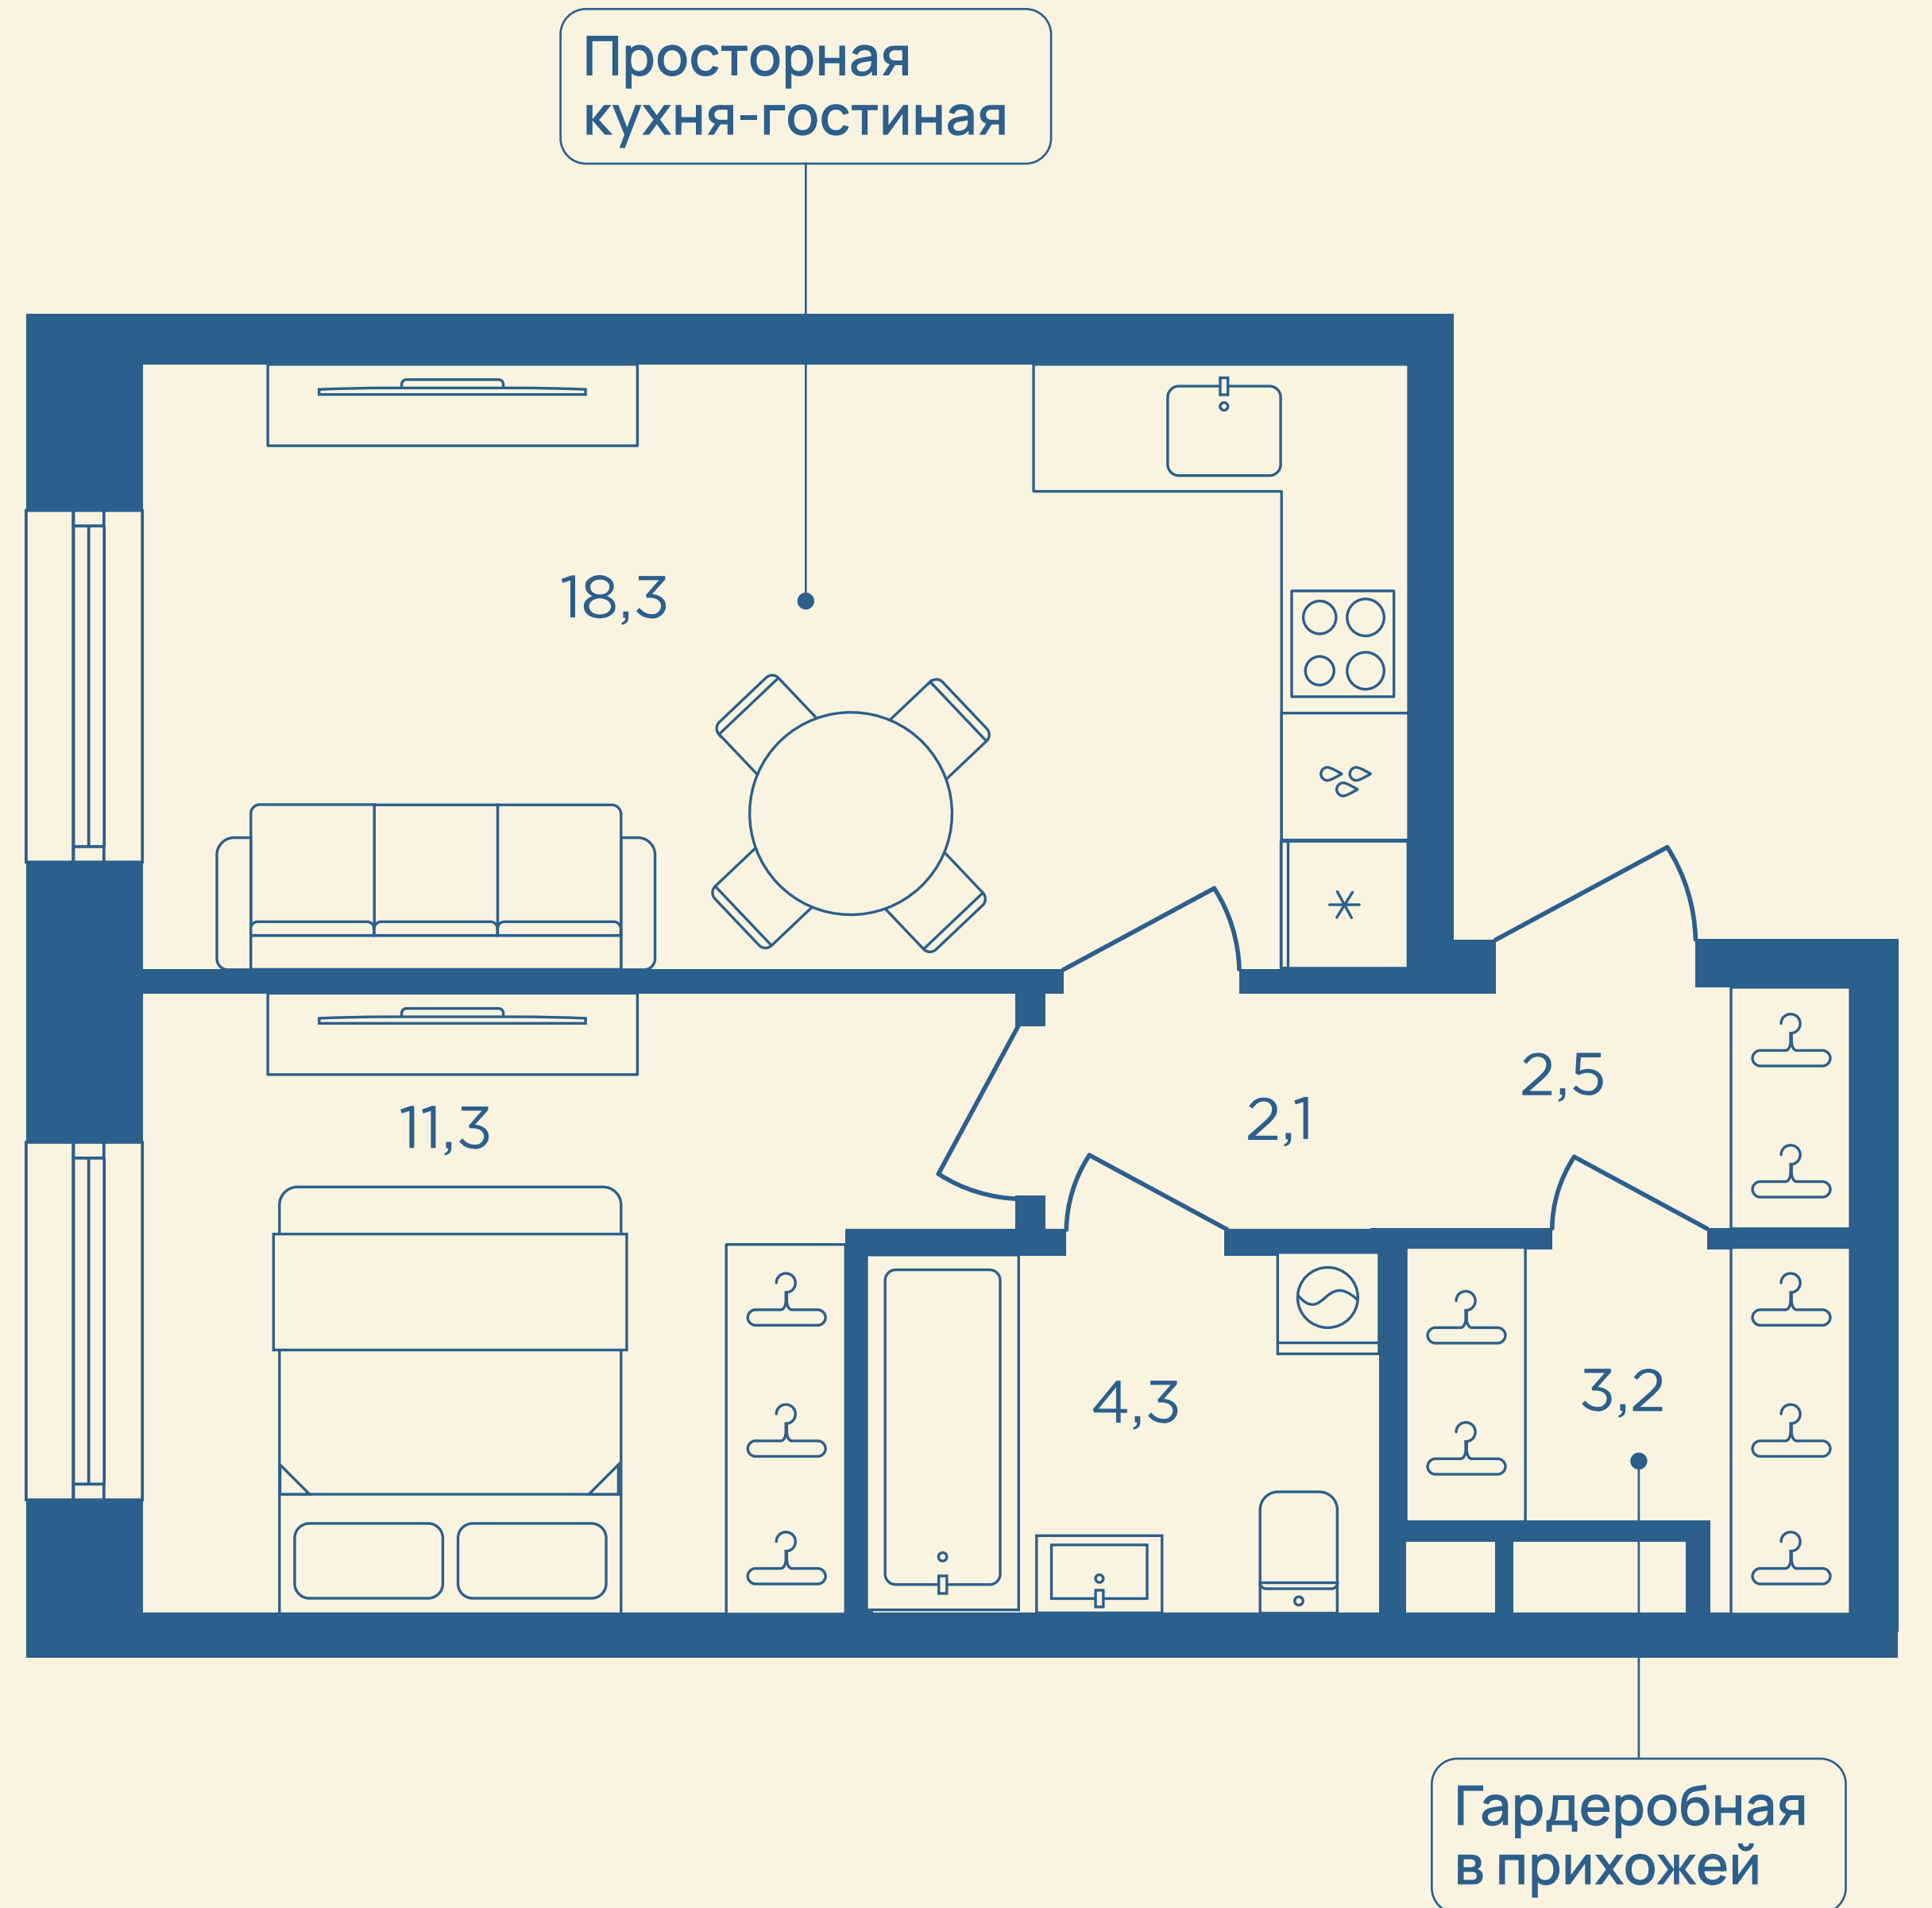 Просторная
кухня-гостиная
18,3
2,5
2,1
11,3
4,3
3,2
Гардеробная
в прихожей